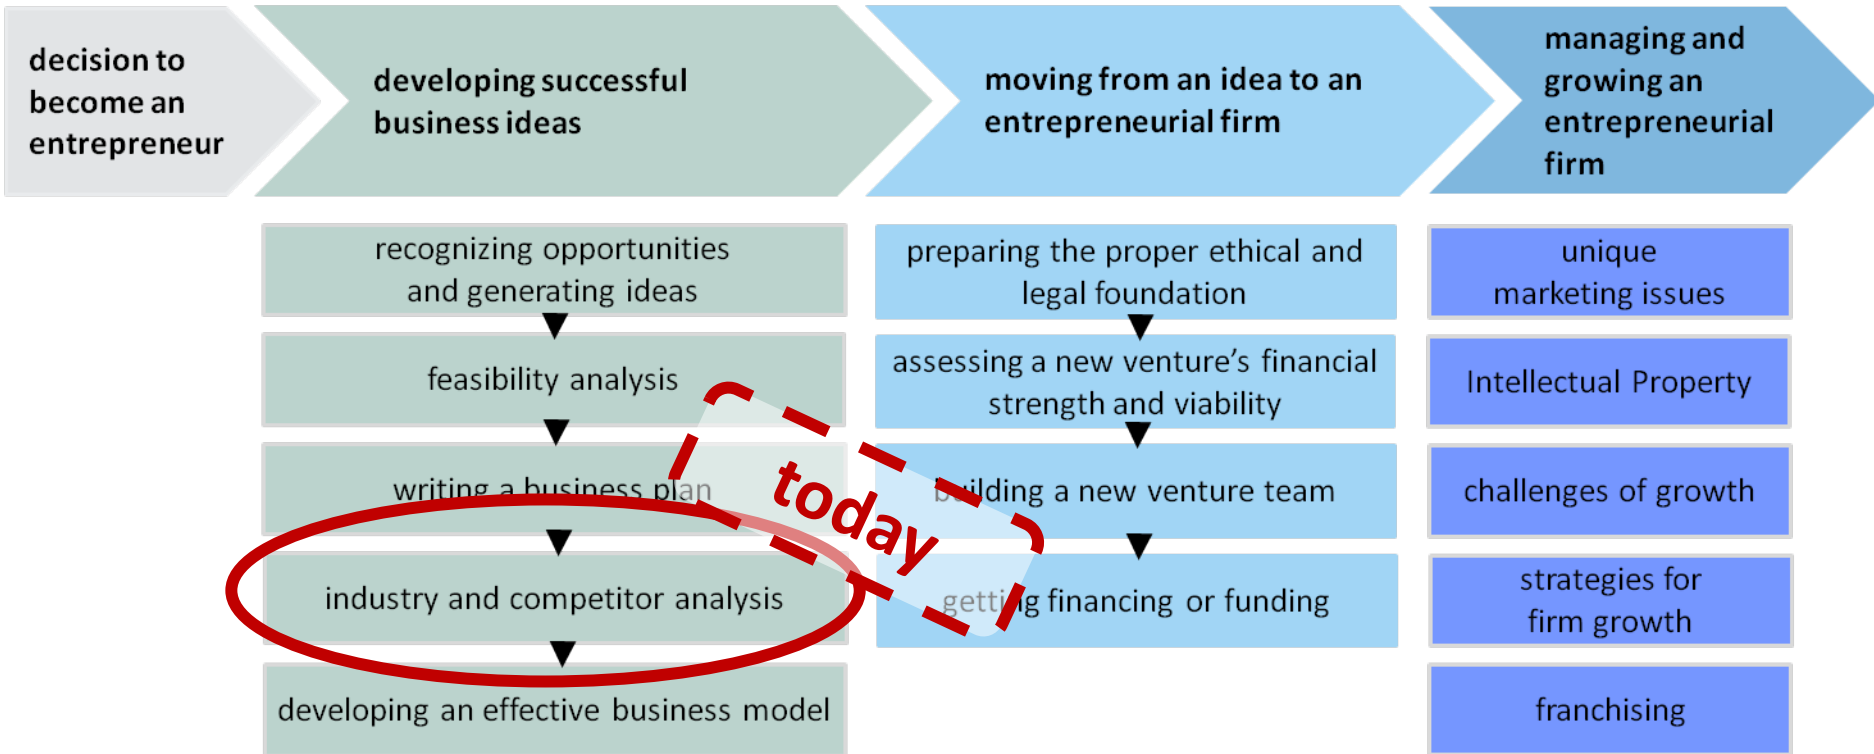 decision to
become an
entrepreneur
developing successful
business ideas
moving from an idea to an
entrepreneurial firm
managing and
growing an
entrepreneurial
firm
recognizing opportunities
and generating ideas
feasibility analysis
writing a business plan
industry and competitor analysis
developing an effective business model
today
preparing the proper ethical and
legal foundation
assessing a new venture's financial
strength and viability
building a new venture team
getting financing or funding
unique
marketing issues
Intellectual Property
challenges of growth
strategies for
firm growth
franchising